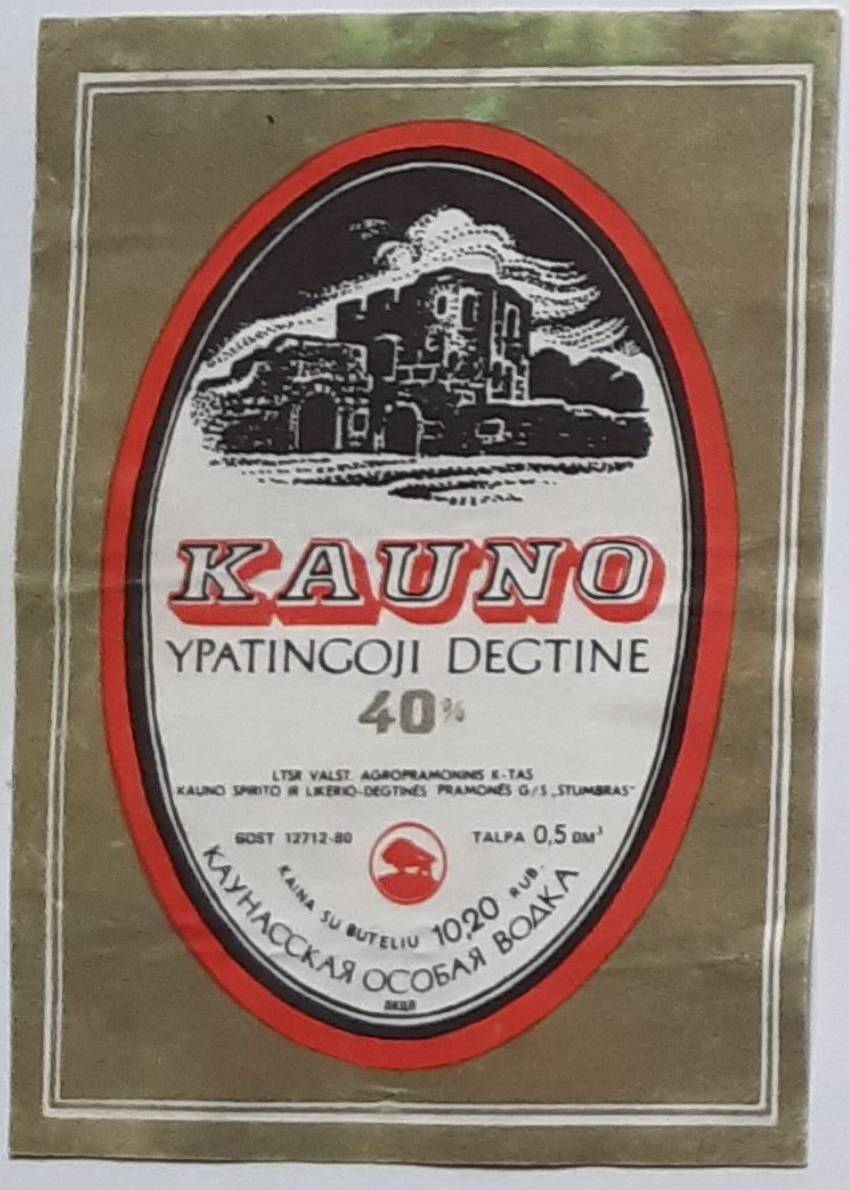 KAUNO
YPATINGOJI DEGTINE
40%
LTSR VALST. AGROPRAMONINIS K-TAS
KAUNO SPIRITO IR LIKERIO-DEGTINĖS PRAMONĖS G/S „STUMBRAS"
GOST 12712-80
TALPA 0,5 DM³
KAINA SU BUTELIU 10,20 RUB.
КАУНАССКАЯ ОСОБАЯ ВОДКА